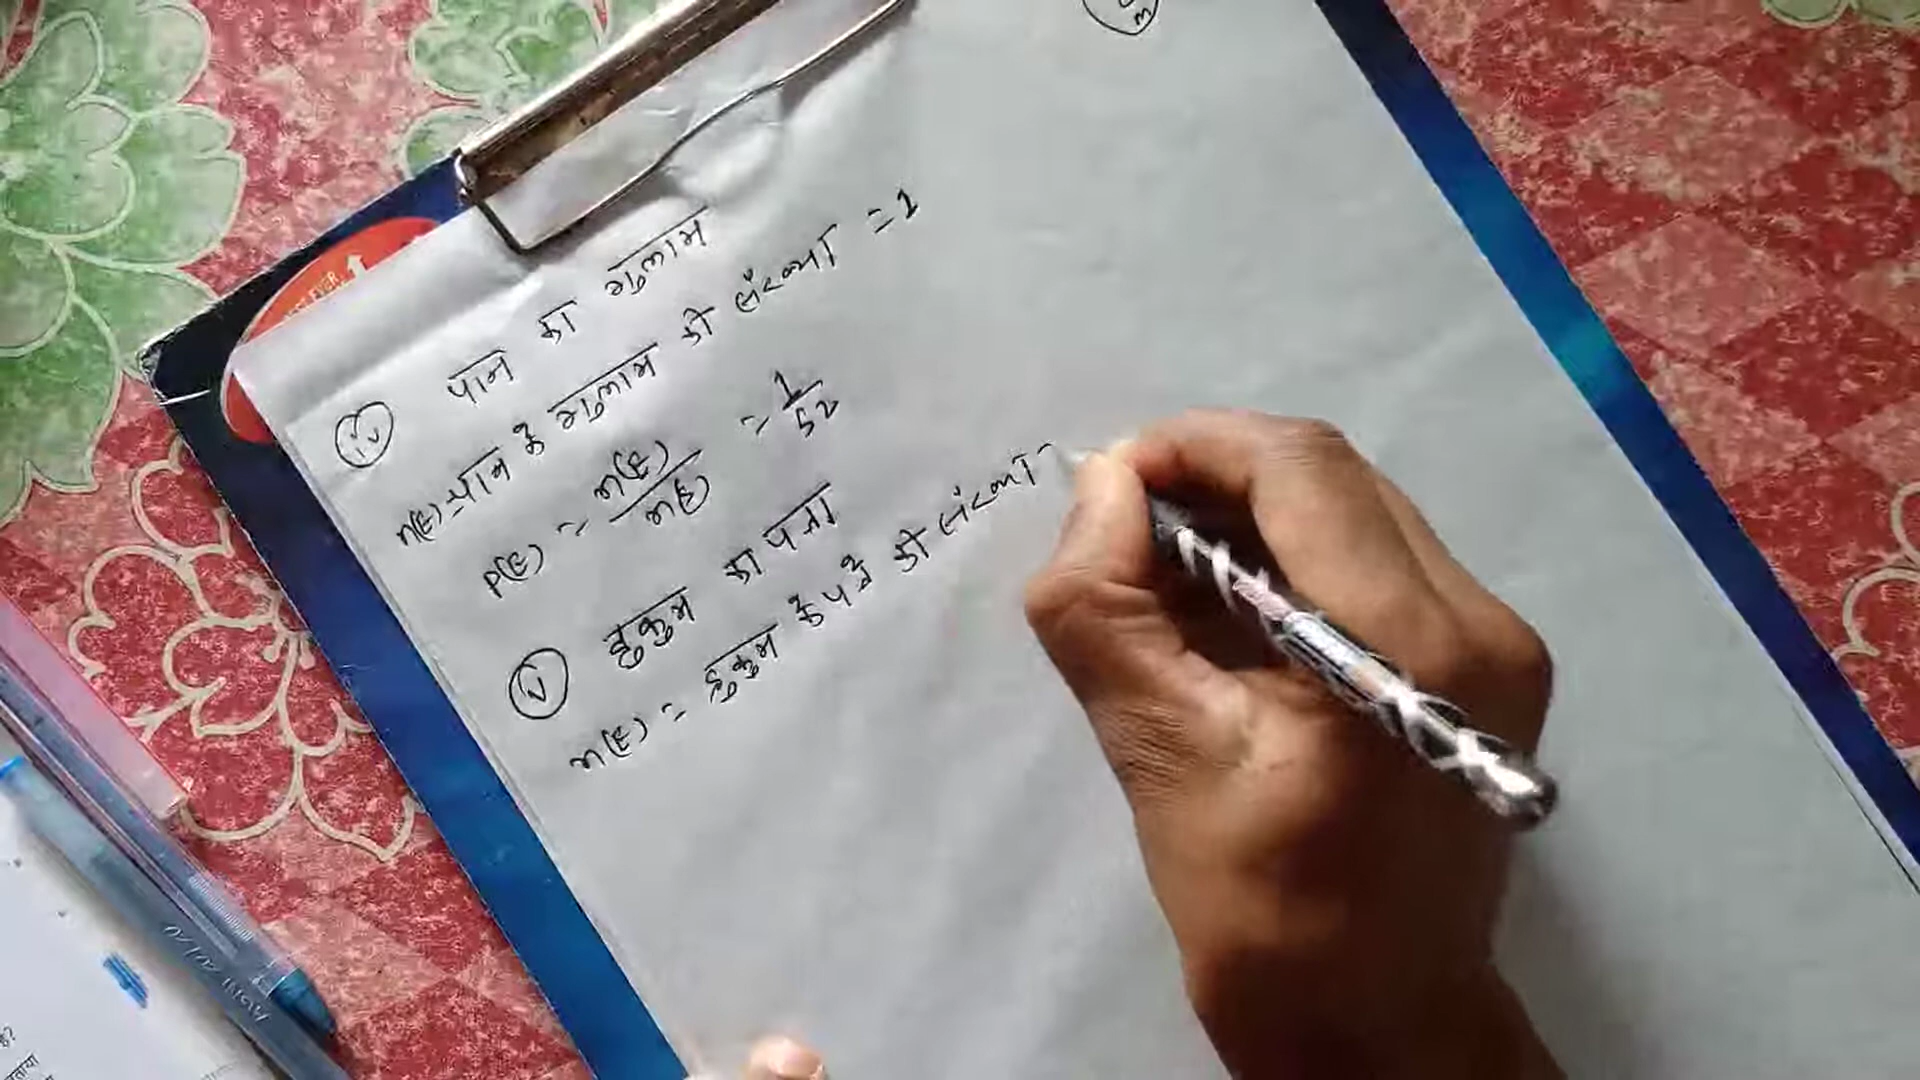 (iv) पान का गुलाम
n(E) = पान के गुलाम की संख्या = 1
P(E) = n(E)/n(S) = 1/52
(v) हुकुम का पत्ता
n(E) = हुकुम के पत्ते की संख्या =